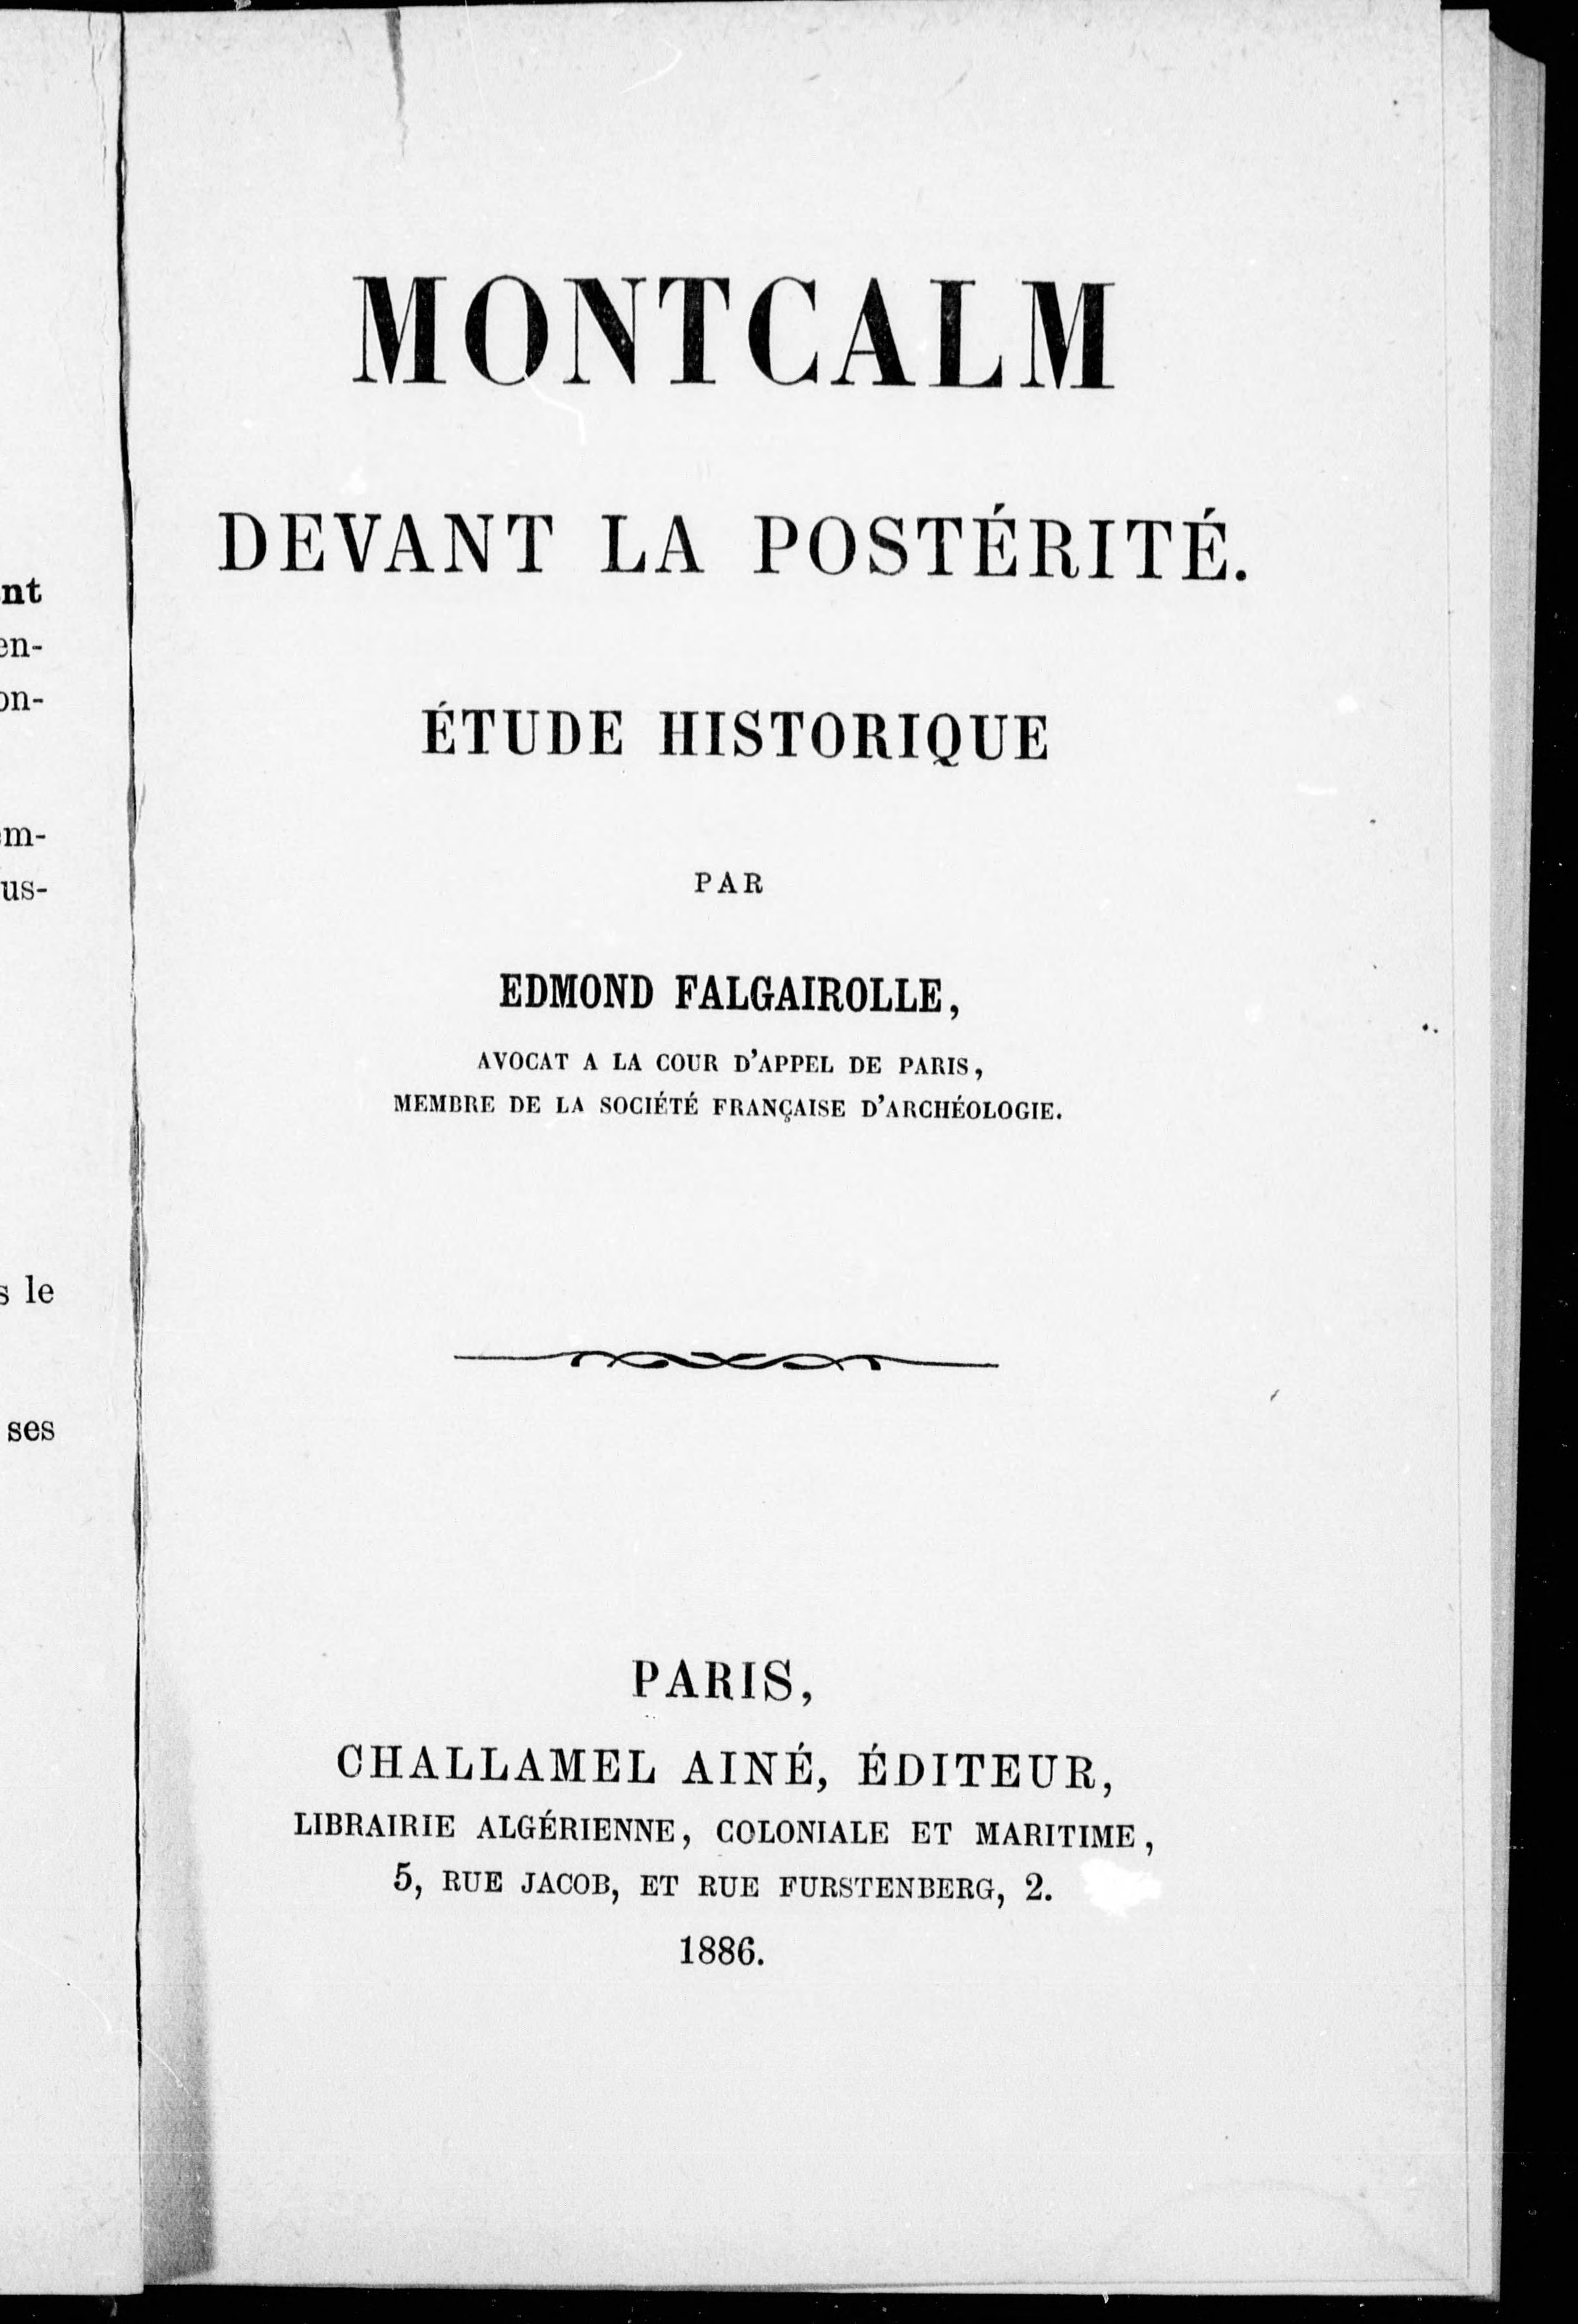 MONTCALM
DEVANT LA POSTÉRITÉ.
ÉTUDE HISTORIQUE
PAR
EDMOND FALGAIROLLE,
AVOCAT A LA COUR D'APPEL DE PARIS,
MEMBRE DE LA SOCIÉTÉ FRANÇAISE D'ARCHÉOLOGIE.
PARIS,
CHALLAMEL AINÉ, ÉDITEUR,
LIBRAIRIE ALGÉRIENNE, COLONIALE ET MARITIME,
5, RUE JACOB, ET RUE FURSTENBERG, 2.
1886.
le
ses